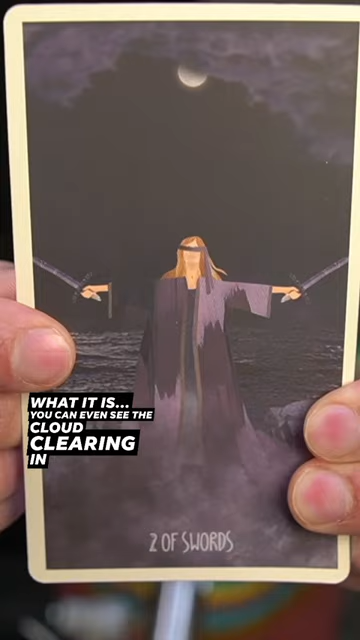 WHAT IT IS...
YOU CAN EVEN SEE THE
CLOUD
CLEARING
IN
2 OF SWORDS